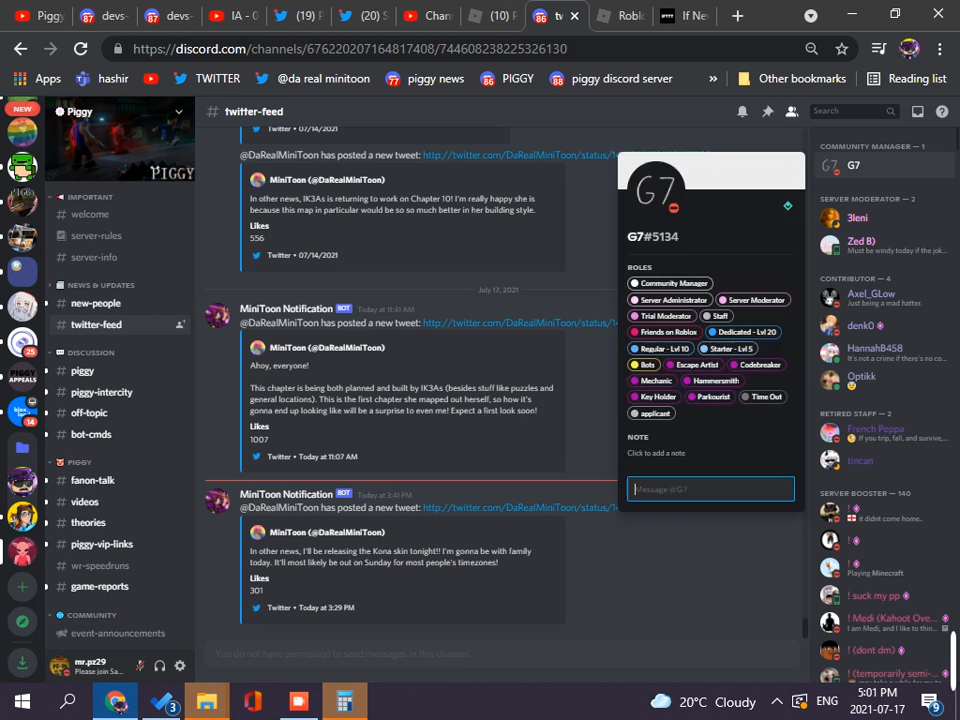 Piggy
devs-
devs-
IA - 0
(19) P
(20) S
Chann
(10) P
tw
Robl
If Nev
https://discord.com/channels/676220207164817408/744608238225326130
Apps
hashir
TWITTER
@da real minitoon
piggy news
PIGGY
piggy discord server
»
Other bookmarks
Reading list
NEW
Piggy
PIGGY
IMPORTANT
welcome
server-rules
server-info
NEWS & UPDATES
new-people
twitter-feed
DISCUSSION
piggy
piggy-intercity
off-topic
bot-cmds
PIGGY
fanon-talk
videos
theories
piggy-vip-links
wr-speedruns
game-reports
COMMUNITY
event-announcements
mr.pz29
Please join Sa...
25
PIGGY
APPEALS
14
# twitter-feed
Search
Twitter • 07/14/2021
@DaRealMiniToon has posted a new tweet: http://twitter.com/DaRealMiniToon/status/1
MiniToon (@DaRealMiniToon)
In other news, IK3As is returning to work on Chapter 10! I'm really happy she is
because this map in particular would be so so much better in her building style.
Likes
556
Twitter • 07/14/2021
July 17, 2021
MiniToon Notification BOT Today at 11:41 AM
@DaRealMiniToon has posted a new tweet: http://twitter.com/DaRealMiniToon/status/1
MiniToon (@DaRealMiniToon)
Ahoy, everyone!
This chapter is being both planned and built by IK3As (besides stuff like puzzles and
general locations). This is the first chapter she mapped out herself, so how it's
gonna end up looking like will be a surprise to even me! Expect a first look soon!
Likes
1007
Twitter • Today at 11:07 AM
MiniToon Notification BOT Today at 3:41 PM
@DaRealMiniToon has posted a new tweet: http://twitter.com/DaRealMiniToon/status/1
MiniToon (@DaRealMiniToon)
In other news, I'll be releasing the Kona skin tonight!! I'm gonna be with family
today. It'll most likely be out on Sunday for most people's timezones!
Likes
301
Twitter • Today at 3:29 PM
You do not have permission to send messages in this channel.
G7
G7#5134
ROLES
Community Manager
Server Administrator Server Moderator
Trial Moderator Staff
Friends on Roblox Dedicated - Lvl 20
Regular - Lvl 10 Starter - Lvl 5
Bots Escape Artist Codebreaker
Mechanic Hammersmith
Key Holder Parkourist Time Out
applicant
NOTE
Click to add a note
Message @G7
COMMUNITY MANAGER — 1
G7
G7
SERVER MODERATOR — 2
3leni
Zed B)
Must be windy today if the jok...
CONTRIBUTOR — 4
Axel_GLow
Just being a mad hatter.
denk0
HannahB458
It's not a crime if there's no co...
Optikk
RETIRED STAFF — 2
French Poppa
If you trip, fall, and survive,...
bncan
SERVER BOOSTER — 140
!
it didnt come home..
!
!
Playing Minecraft
! suck my pp
! Medi (Kahoot Ove...
I am Medi, and I like to thin...
! (dont dm)
! (temporarily semi-...
3
20°C Cloudy
ENG
5:01 PM
2021-07-17
9